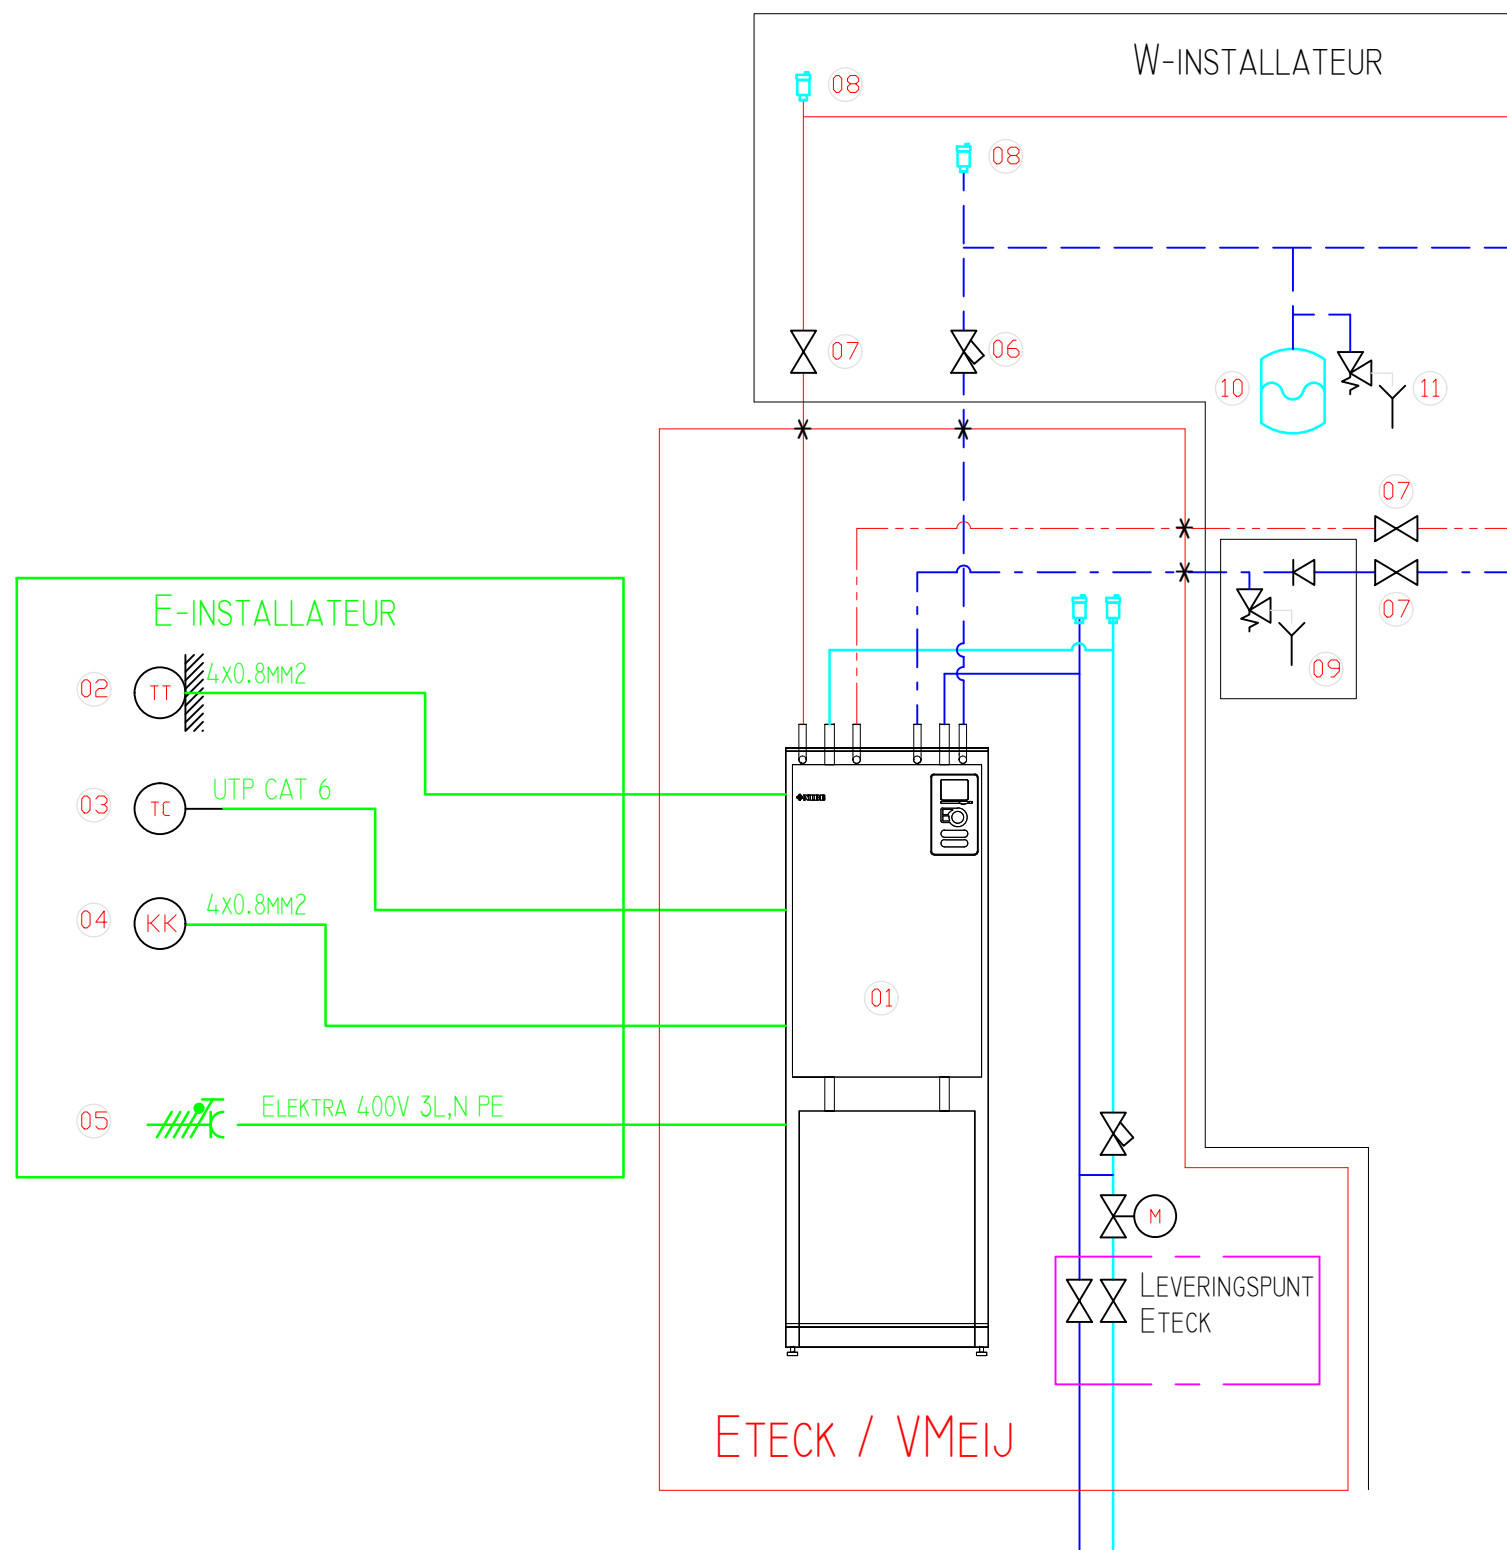 W-INSTALLATEUR
08
08
07
06
10
11
07
07
09
E-INSTALLATEUR
02
TT
4X0.8MM2
03
TC
UTP CAT 6
04
KK
4X0.8MM2
05
ELEKTRA 400V 3L,N PE
NIBE
01
M
LEVERINGSPUNT
ETECK
ETECK / VMEIJ